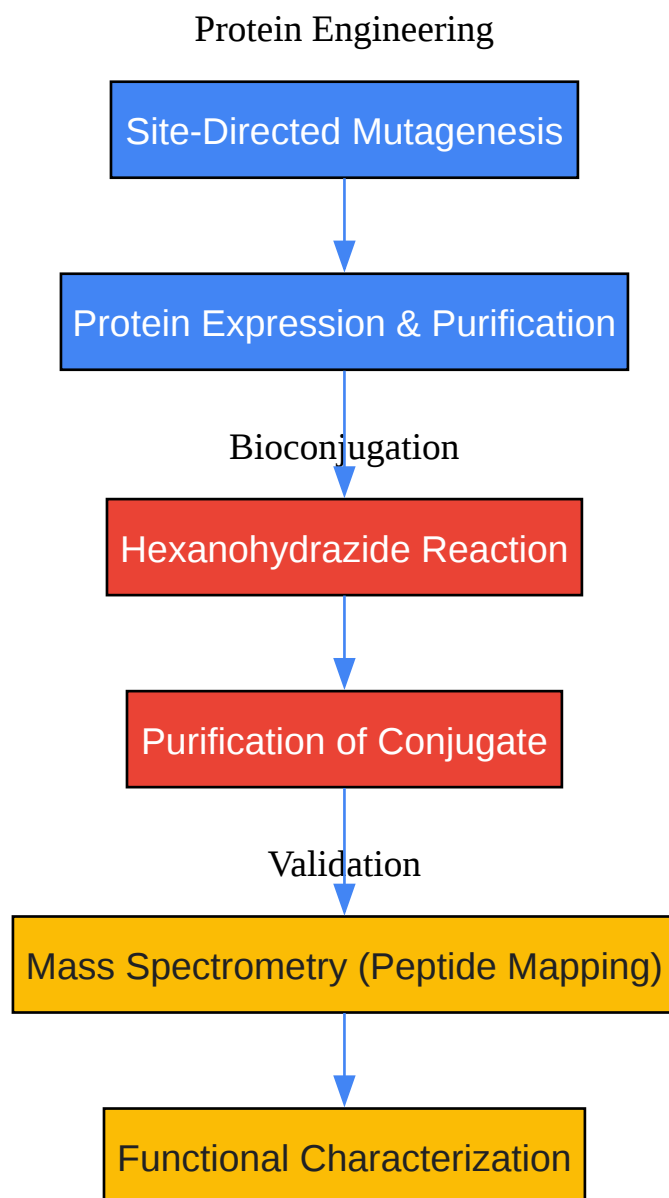 Protein Engineering
Site-Directed Mutagenesis
Protein Expression & Purification
Bioconjugation
Hexanohydrazide Reaction
Purification of Conjugate
Validation
Mass Spectrometry (Peptide Mapping)
Functional Characterization